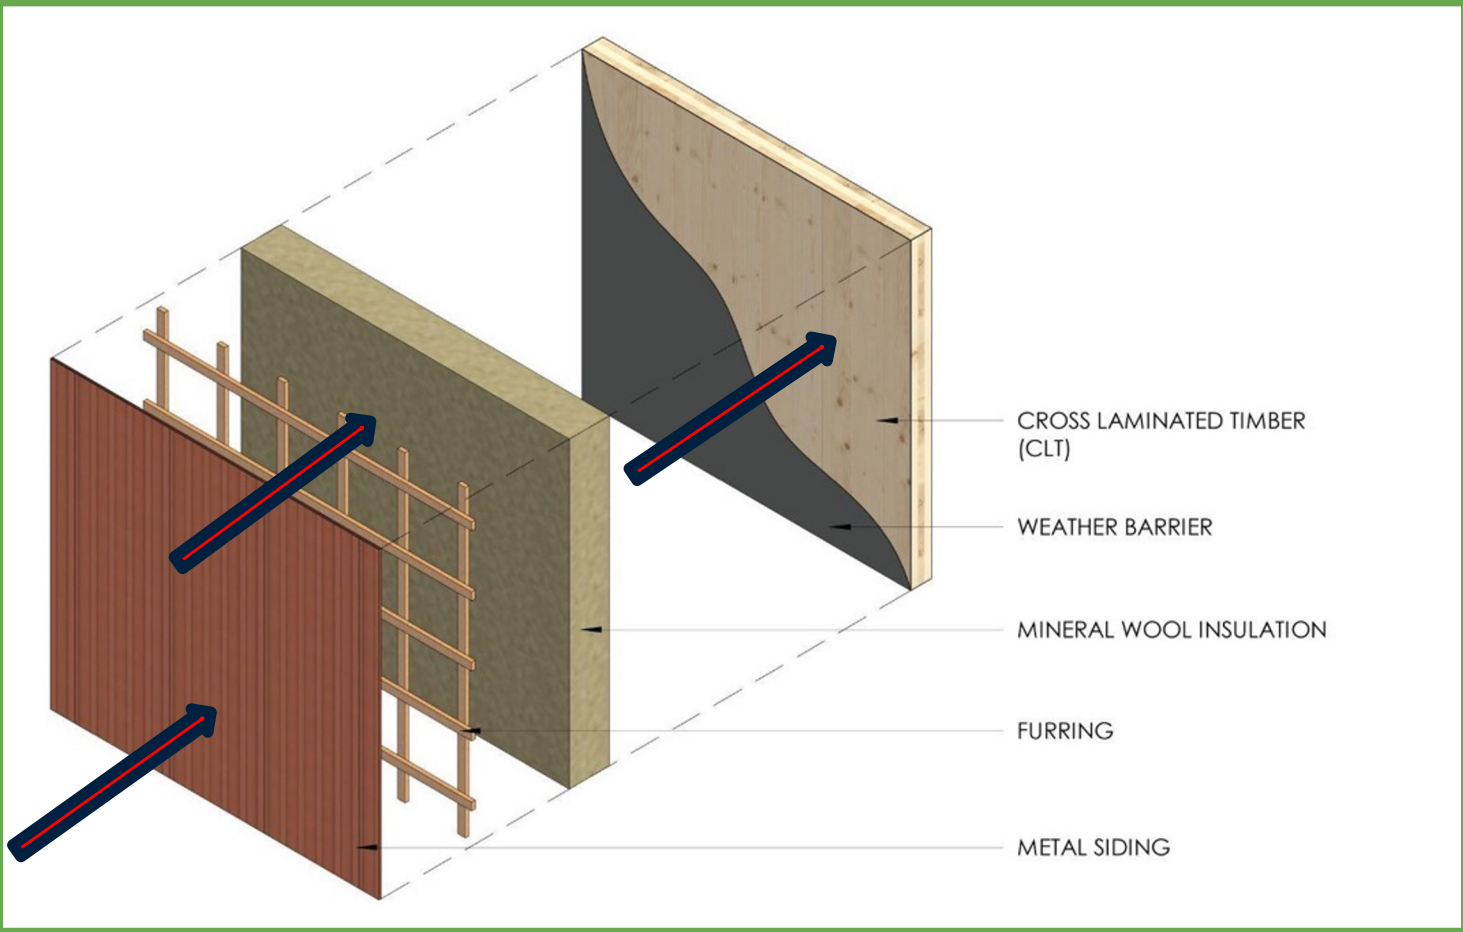 CROSS LAMINATED TIMBER
(CLT)
WEATHER BARRIER
MINERAL WOOL INSULATION
FURRING
METAL SIDING